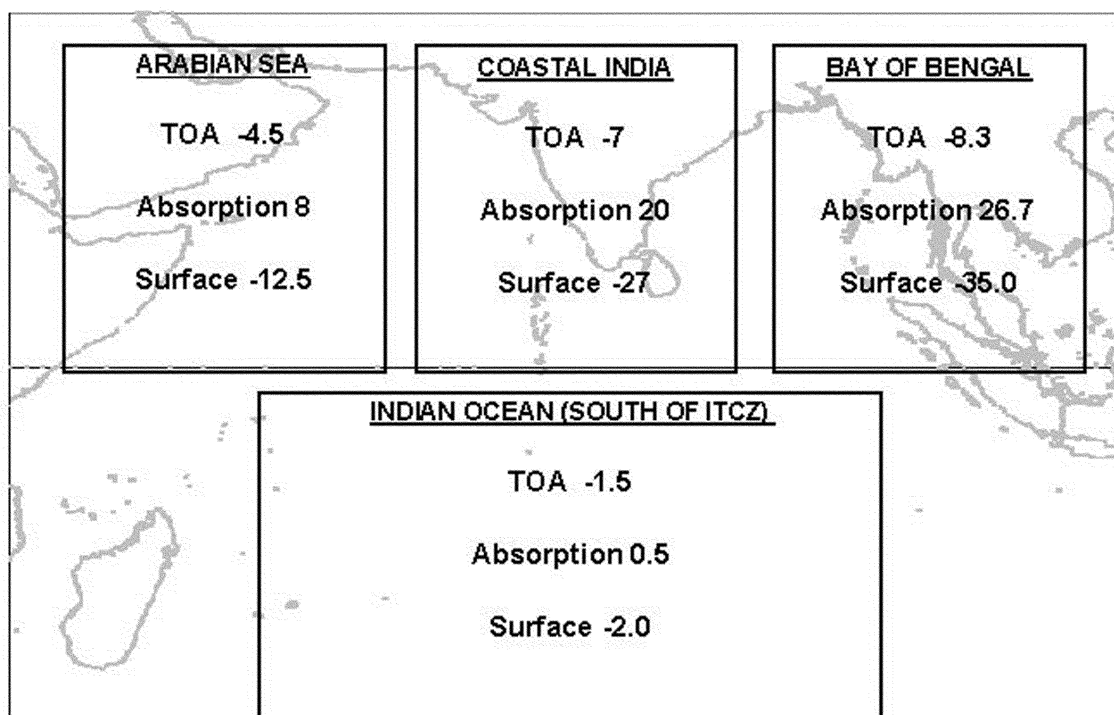 ARABIAN SEA
TOA -4.5
Absorption 8
Surface -12.5
COASTAL INDIA
TOA -7
Absorption 20
Surface -27
BAY OF BENGAL
TOA -8.3
Absorption 26.7
Surface -35.0
INDIAN OCEAN (SOUTH OF ITCZ)
TOA -1.5
Absorption 0.5
Surface -2.0